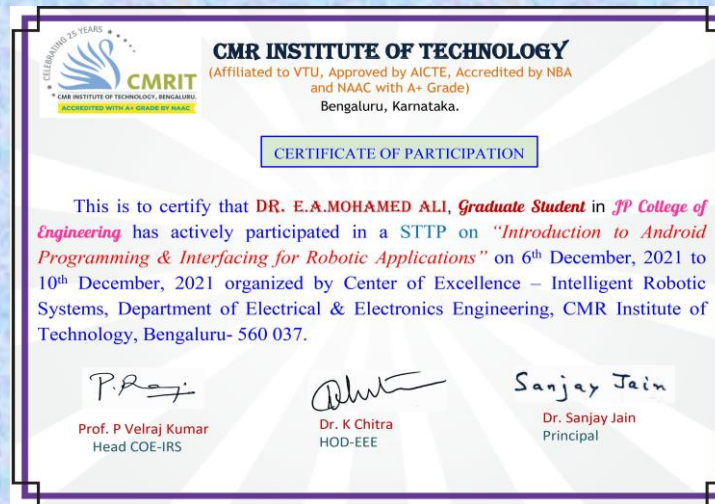 CELEBRATING 25 YEARS
CMRIT
CMR INSTITUTE OF TECHNOLOGY, BENGALURU.
ACCREDITED WITH A+ GRADE BY NAAC
CMR INSTITUTE OF TECHNOLOGY
(Affiliated to VTU, Approved by AICTE, Accredited by NBA
and NAAC with A+ Grade)
Bengaluru, Karnataka.
CERTIFICATE OF PARTICIPATION
This is to certify that DR. E.A.MOHAMED ALI, Graduate Student in JP College of
Engineering has actively participated in a STTP on "Introduction to Android
Programming & Interfacing for Robotic Applications" on 6th December, 2021 to
10th December, 2021 organized by Center of Excellence – Intelligent Robotic
Systems, Department of Electrical & Electronics Engineering, CMR Institute of
Technology, Bengaluru- 560 037.
P. Raj
Sanjay Jain
Prof. P Velraj Kumar
Head COE-IRS
Dr. K Chitra
HOD-EEE
Dr. Sanjay Jain
Principal